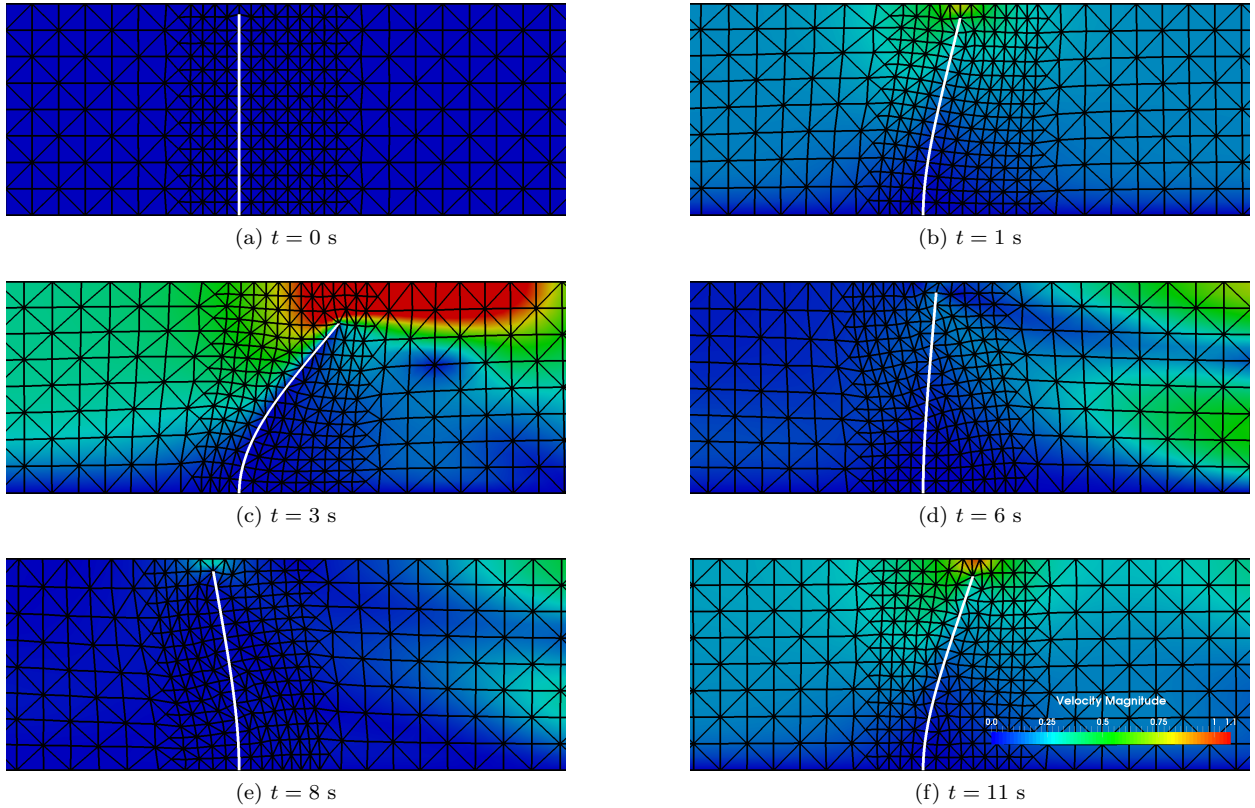 (a) t = 0 s
(b) t = 1 s
(c) t = 3 s
(d) t = 6 s
Velocity Magnitude
0.0 0.25 0.5 0.75 1 1.1
(e) t = 8 s
(f) t = 11 s